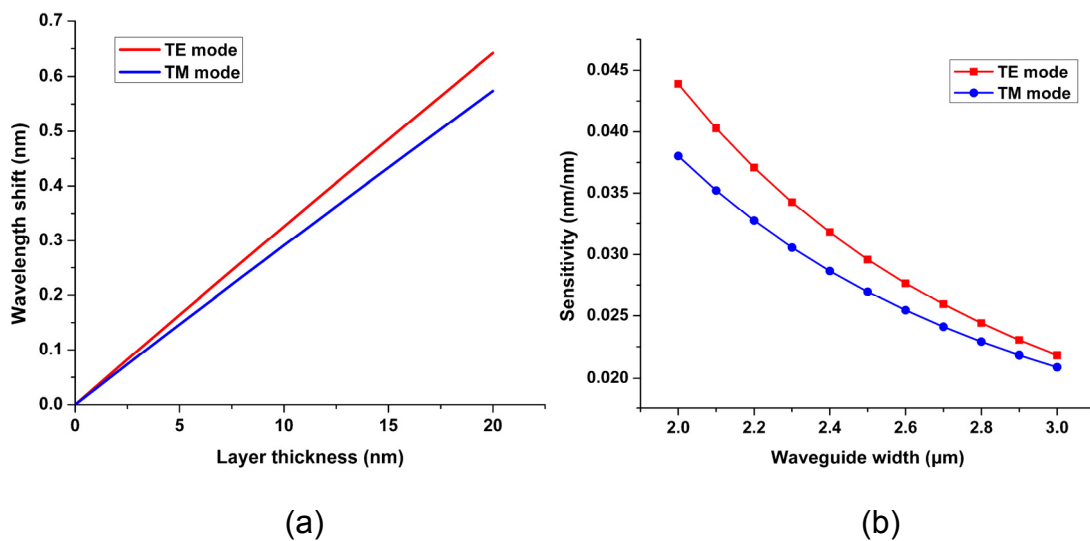 0.7
0.6
0.5
0.4
0.3
0.2
0.1
0.0
Wavelength shift (nm)
TE mode
TM mode
0 5 10 15 20
Layer thickness (nm)
(a)
0.045
0.040
0.035
0.030
0.025
0.020
Sensitivity (nm/nm)
TE mode
TM mode
2.0 2.2 2.4 2.6 2.8 3.0
Waveguide width (μm)
(b)